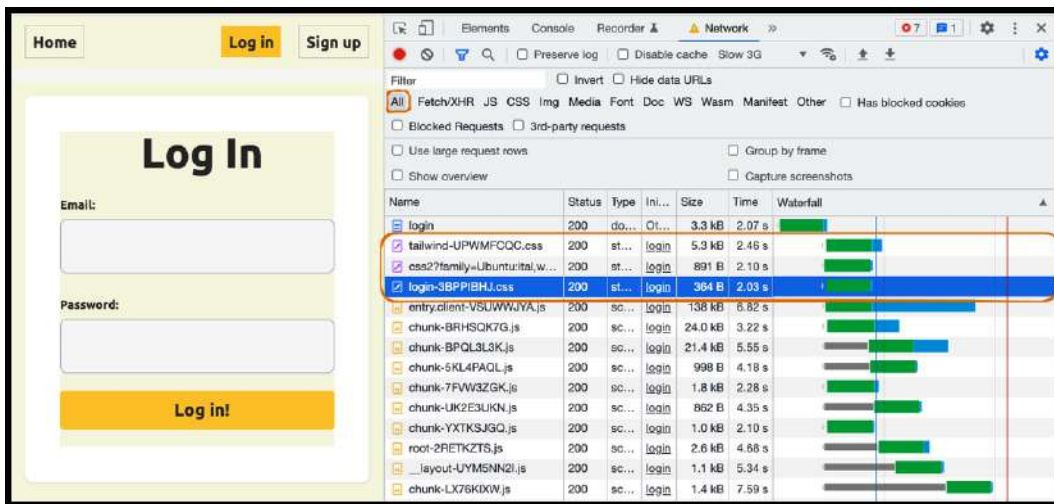 Home Log in Sign up
Log In
Email:
Password:
Log in!
Elements Console Recorder Network »
7 1
Preserve log Disable cache Slow 3G
Filter Invert Hide data URLs
All Fetch/XHR JS CSS Img Media Font Doc WS Wasm Manifest Other Has blocked cookies
Blocked Requests 3rd-party requests
Use large request rows Group by frame
Show overview Capture screenshots
Name Status Type Ini... Size Time Waterfall
login 200 do... Ot... 3.3 kB 2.07 s
tailwind-UPWMFCQC.css 200 st... login 5.3 kB 2.46 s
css2?family=Ubuntu:ital,w... 200 st... login 891 B 2.10 s
login-3BPPIBHJ.css 200 st... login 364 B 2.03 s
entry.client-VSUWWJYA.js 200 sc... login 138 kB 6.82 s
chunk-BRHSQK7G.js 200 sc... login 24.0 kB 3.22 s
chunk-BPQL3L3K.js 200 sc... login 21.4 kB 5.55 s
chunk-5KL4PAQL.js 200 sc... login 998 B 4.18 s
chunk-7FVW3ZGK.js 200 sc... login 1.8 kB 2.28 s
chunk-UK2E3UKN.js 200 sc... login 862 B 4.35 s
chunk-YXTKSJGQ.js 200 sc... login 1.0 kB 2.10 s
root-2RETKZTS.js 200 sc... login 2.6 kB 4.68 s
__layout-UYM5NN2I.js 200 sc... login 1.1 kB 5.34 s
chunk-LX76KIXW.js 200 sc... login 1.4 kB 7.59 s